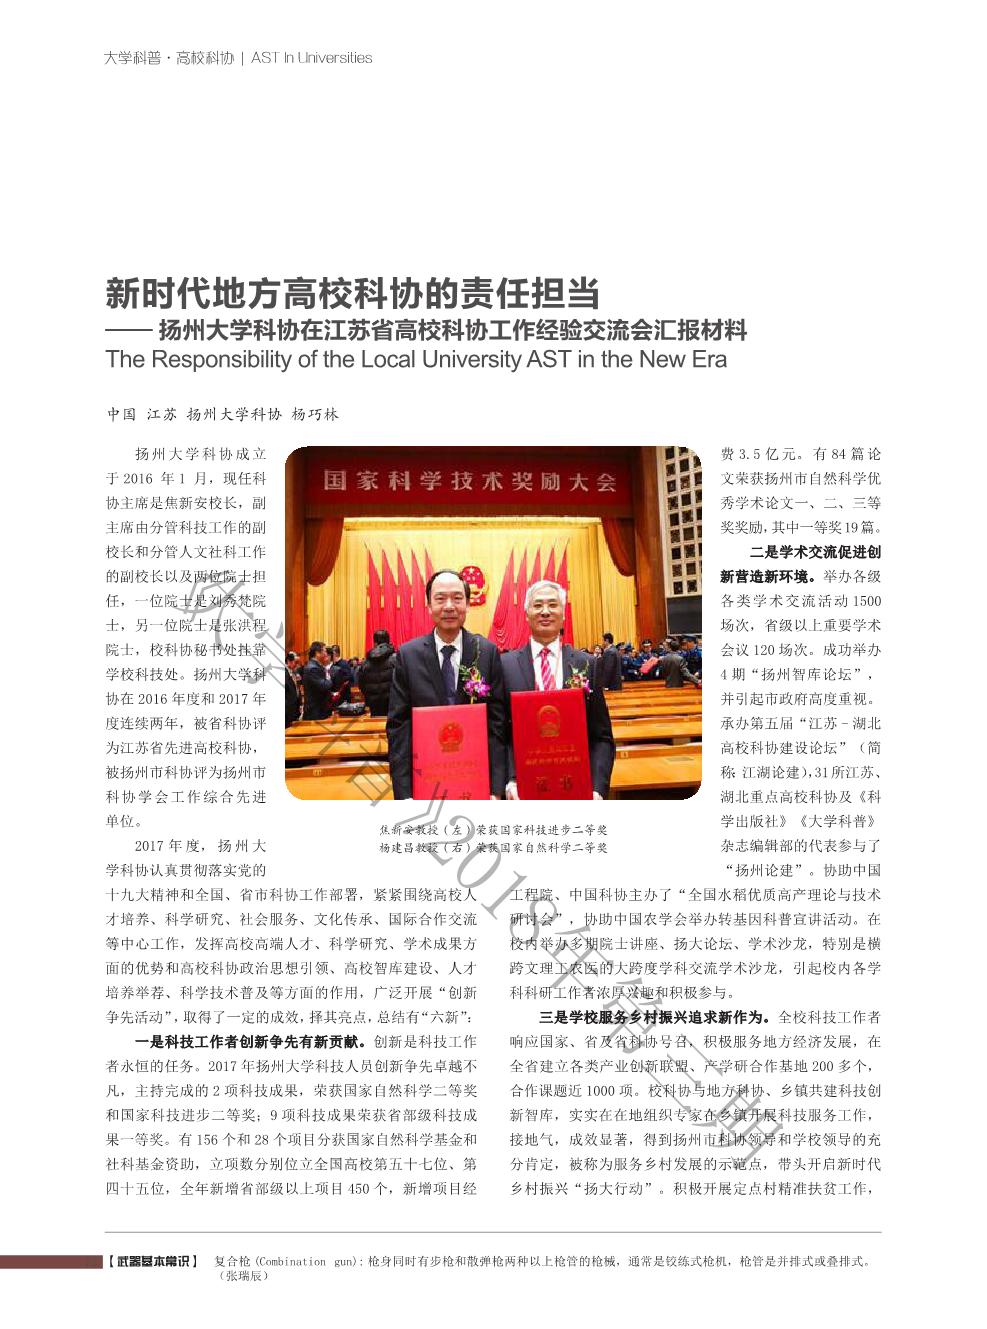 大学科普·高校科协 | AST In Universities
新时代地方高校科协的责任担当
—— 扬州大学科协在江苏省高校科协工作经验交流会汇报材料
The Responsibility of the Local University AST in the New Era
中国 江苏 扬州大学科协 杨巧林
扬州大学科协成立
于 2016 年 1 月，现任科
协主席是焦新安校长，副
主席由分管科技工作的副
校长和分管人文社科工作
的副校长以及两位院士担
任，一位院士是刘秀梵院
士，另一位院士是张洪程
院士，校科协秘书处挂靠
学校科技处。扬州大学科
协在 2016 年度和 2017 年
度连续两年，被省科协评
为江苏省先进高校科协，
被扬州市科协评为扬州市
科协学会工作综合先进
单位。
2017 年度，扬州大
学科协认真贯彻落实党的
十九大精神和全国、省市科协工作部署，紧紧围绕高校人
才培养、科学研究、社会服务、文化传承、国际合作交流
等中心工作，发挥高校高端人才、科学研究、学术成果方
面的优势和高校科协政治思想引领、高校智库建设、人才
培养举荐、科学技术普及等方面的作用，广泛开展“创新
争先活动”，取得了一定的成效，择其亮点，总结有“六新”：
一是科技工作者创新争先有新贡献。创新是科技工作
者永恒的任务。2017 年扬州大学科技人员创新争先卓越不
凡，主持完成的 2 项科技成果，荣获国家自然科学二等奖
和国家科技进步二等奖；9 项科技成果荣获省部级科技成
果一等奖。有 156 个和 28 个项目分获国家自然科学基金和
社科基金资助，立项数分别位立全国高校第五十七位、第
四十五位，全年新增省部级以上项目 450 个，新增项目经
国家科学技术奖励大会
证书
焦新安教授（左）荣获国家科技进步二等奖
杨建昌教授（右）荣获国家自然科学二等奖
费 3.5 亿元。有 84 篇论
文荣获扬州市自然科学优
秀学术论文一、二、三等
奖奖励，其中一等奖 19 篇。
二是学术交流促进创
新营造新环境。举办各级
各类学术交流活动 1500
场次，省级以上重要学术
会议 120 场次。成功举办
4 期“扬州智库论坛”，
并引起市政府高度重视。
承办第五届“江苏－湖北
高校科协建设论坛”（简
称：江湖论建），31 所江苏、
湖北重点高校科协及《科
学出版社》《大学科普》
杂志编辑部的代表参与了
“扬州论建”。协助中国
工程院、中国科协主办了“全国水稻优质高产理论与技术
研讨会”，协助中国农学会举办转基因科普宣讲活动。在
校内举办多期院士讲座、扬大论坛、学术沙龙，特别是横
跨文理工农医的大跨度学科交流学术沙龙，引起校内各学
科科研工作者浓厚兴趣和积极参与。
三是学校服务乡村振兴追求新作为。全校科技工作者
响应国家、省及省科协号召，积极服务地方经济发展，在
全省建立各类产业创新联盟、产学研合作基地 200 多个，
合作课题近 1000 项。校科协与地方科协、乡镇共建科技创
新智库，实实在在地组织专家在乡镇开展科技服务工作，
接地气，成效显著，得到扬州市科协领导和学校领导的充
分肯定，被称为服务乡村发展的示范点，带头开启新时代
乡村振兴“扬大行动”。积极开展定点村精准扶贫工作，
【武器基本常识】 复合枪(Combination gun)：枪身同时有步枪和散弹枪两种以上枪管的枪械，通常是铰练式枪机，枪管是并排式或叠排式。
（张瑞辰）
大学科普》2018年第二期